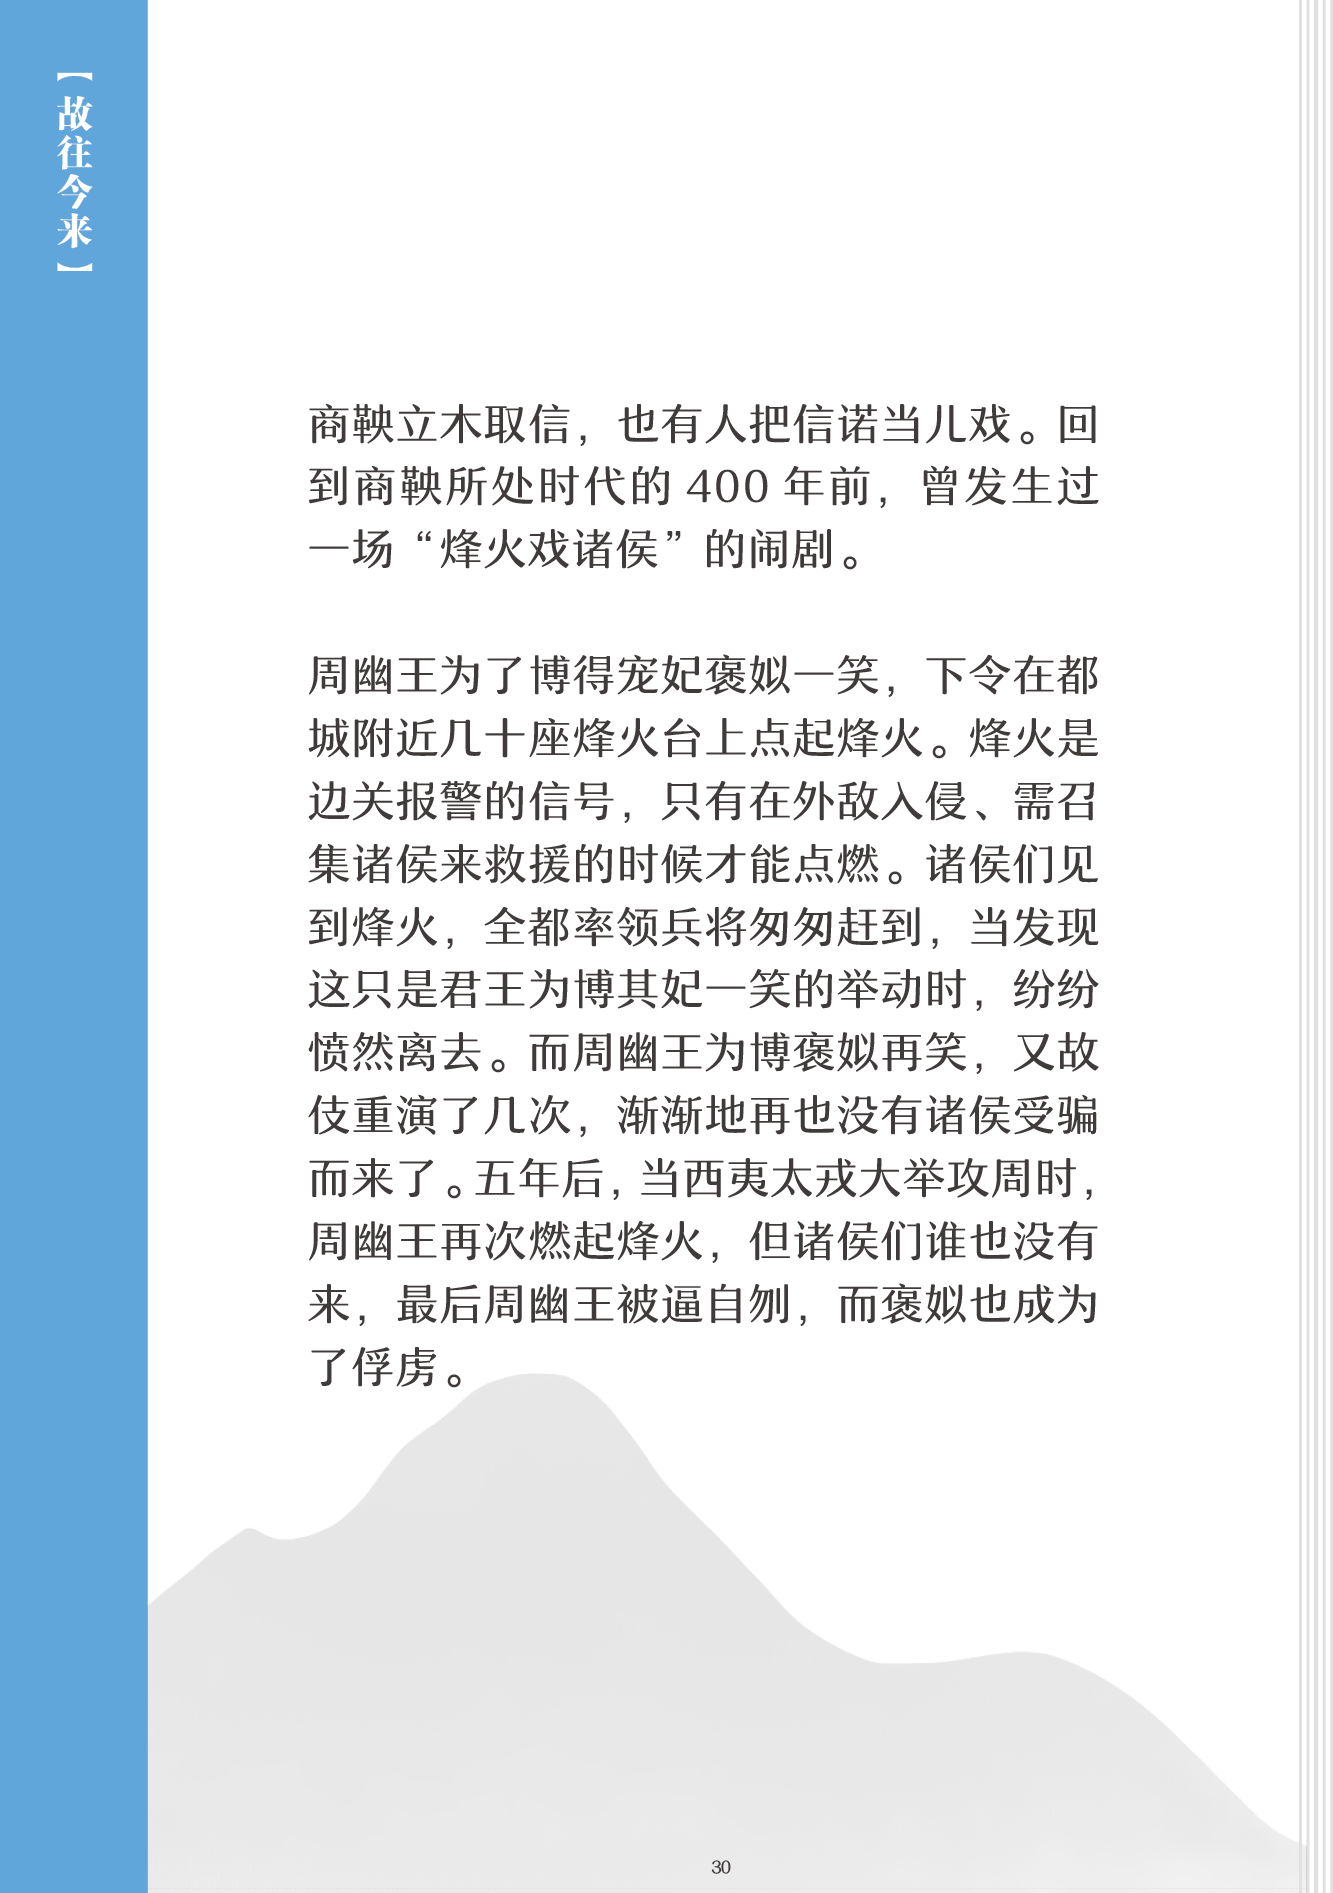 【故往今来】
商鞅立木取信，也有人把信诺当儿戏。回
到商鞅所处时代的 400 年前，曾发生过
一场“烽火戏诸侯”的闹剧。
周幽王为了博得宠妃褒姒一笑，下令在都
城附近几十座烽火台上点起烽火。烽火是
边关报警的信号，只有在外敌入侵、需召
集诸侯来救援的时候才能点燃。诸侯们见
到烽火，全都率领兵将匆匆赶到，当发现
这只是君王为博其妃一笑的举动时，纷纷
愤然离去。而周幽王为博褒姒再笑，又故
伎重演了几次，渐渐地再也没有诸侯受骗
而来了。五年后，当西夷太戎大举攻周时，
周幽王再次燃起烽火，但诸侯们谁也没有
来，最后周幽王被逼自刎，而褒姒也成为
了俘虏。
30